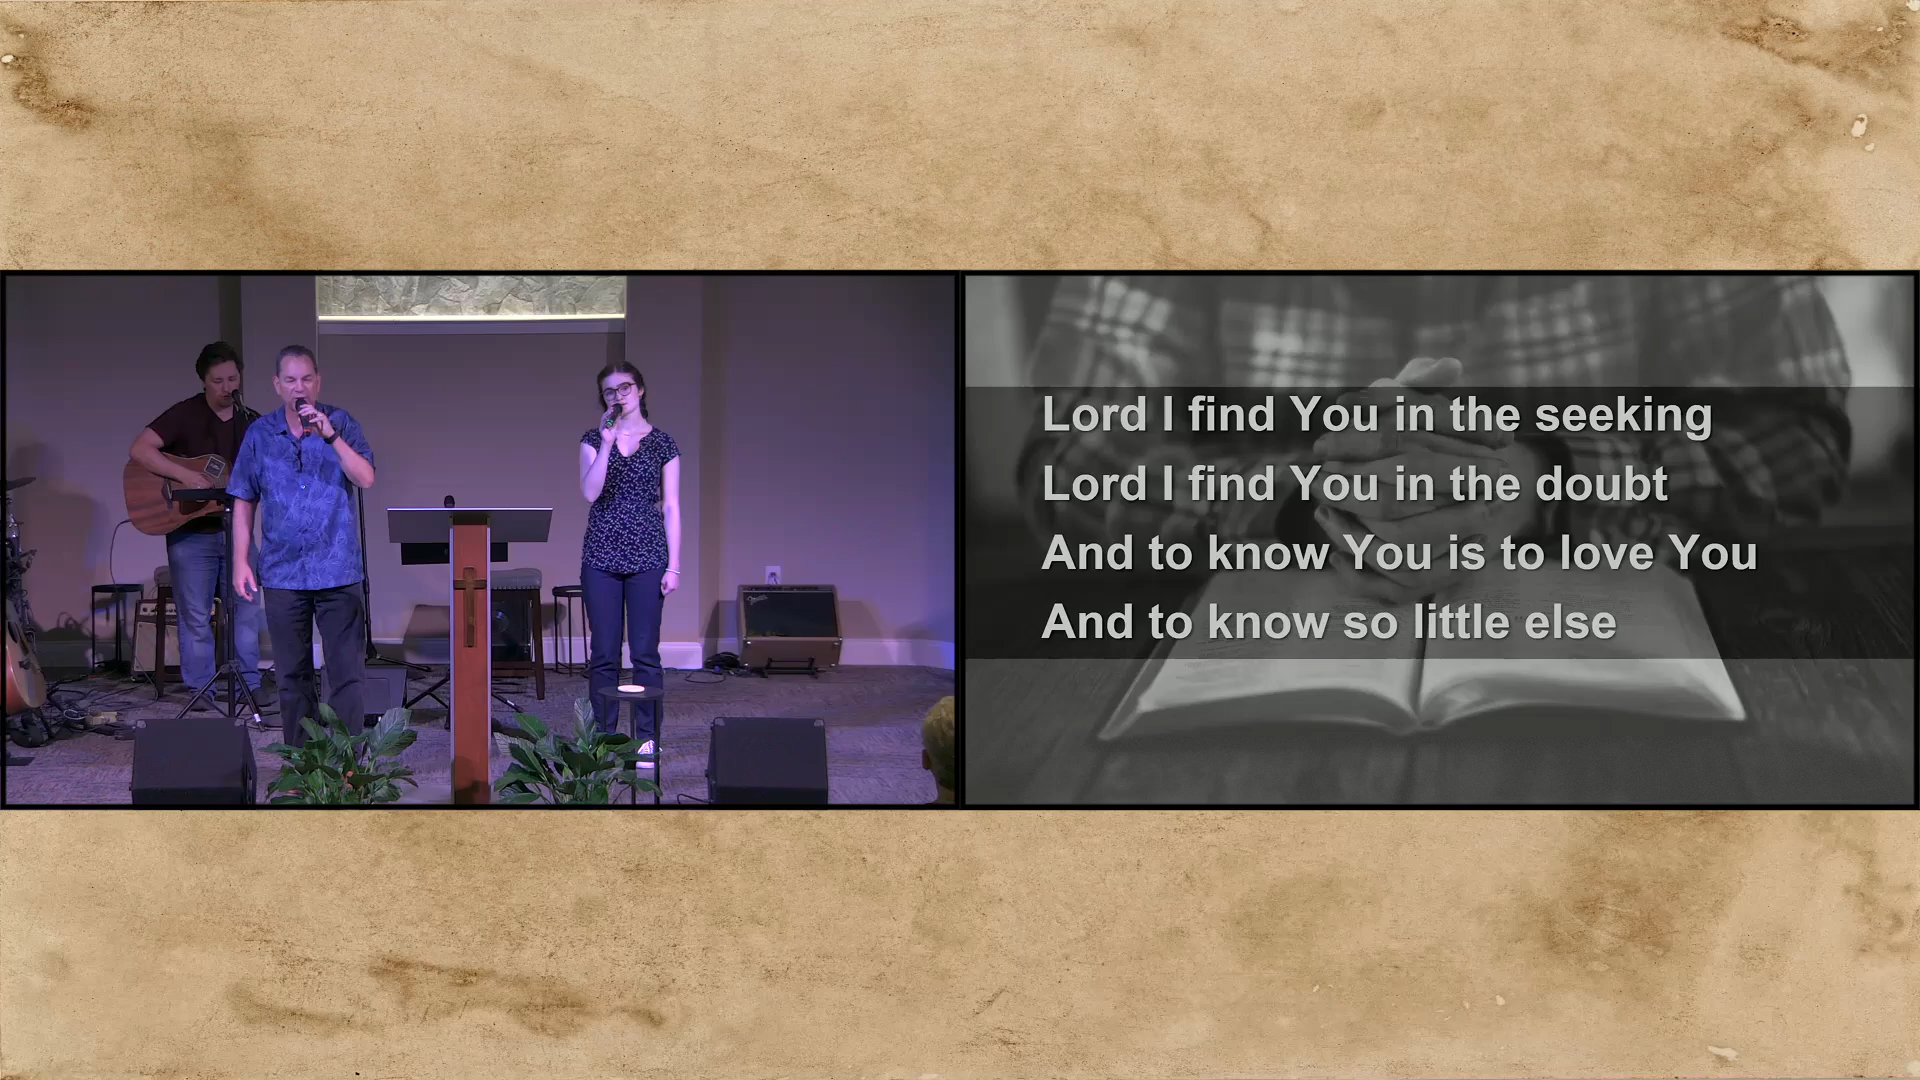 Lord I find You in the seeking
Lord I find You in the doubt
And to know You is to love You
And to know so little else